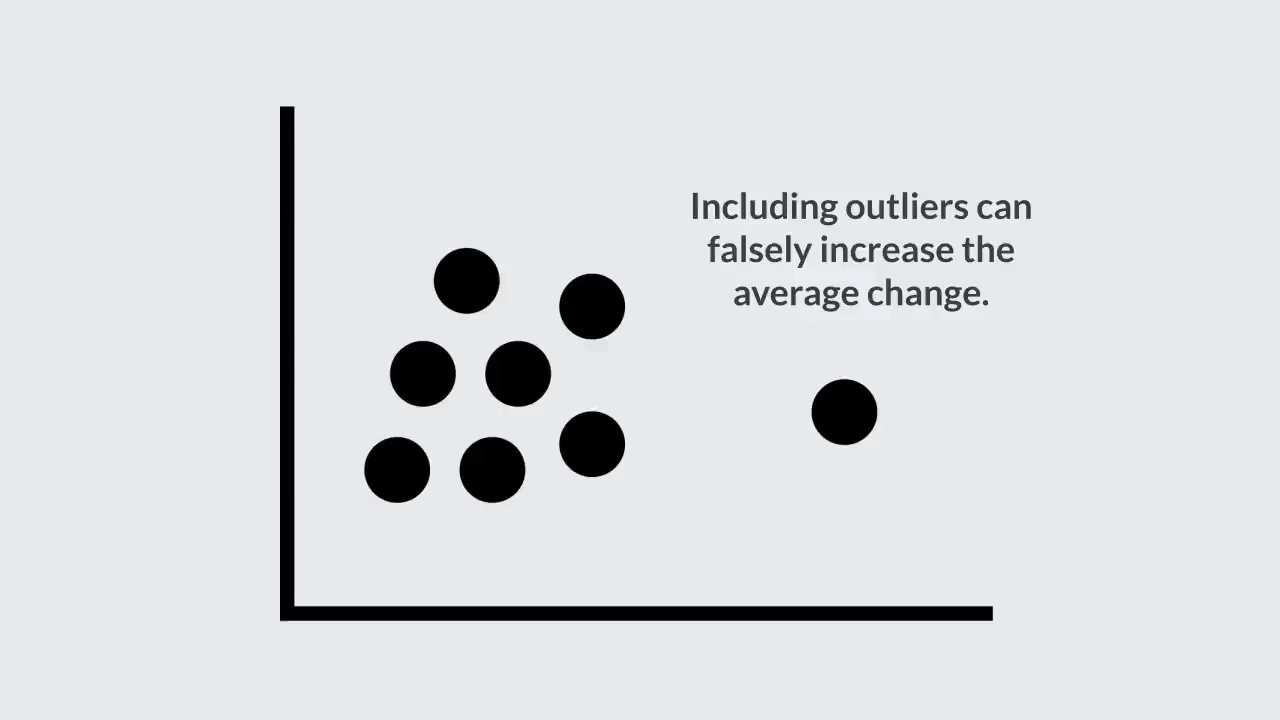 Including outliers can
falsely increase the
average change.